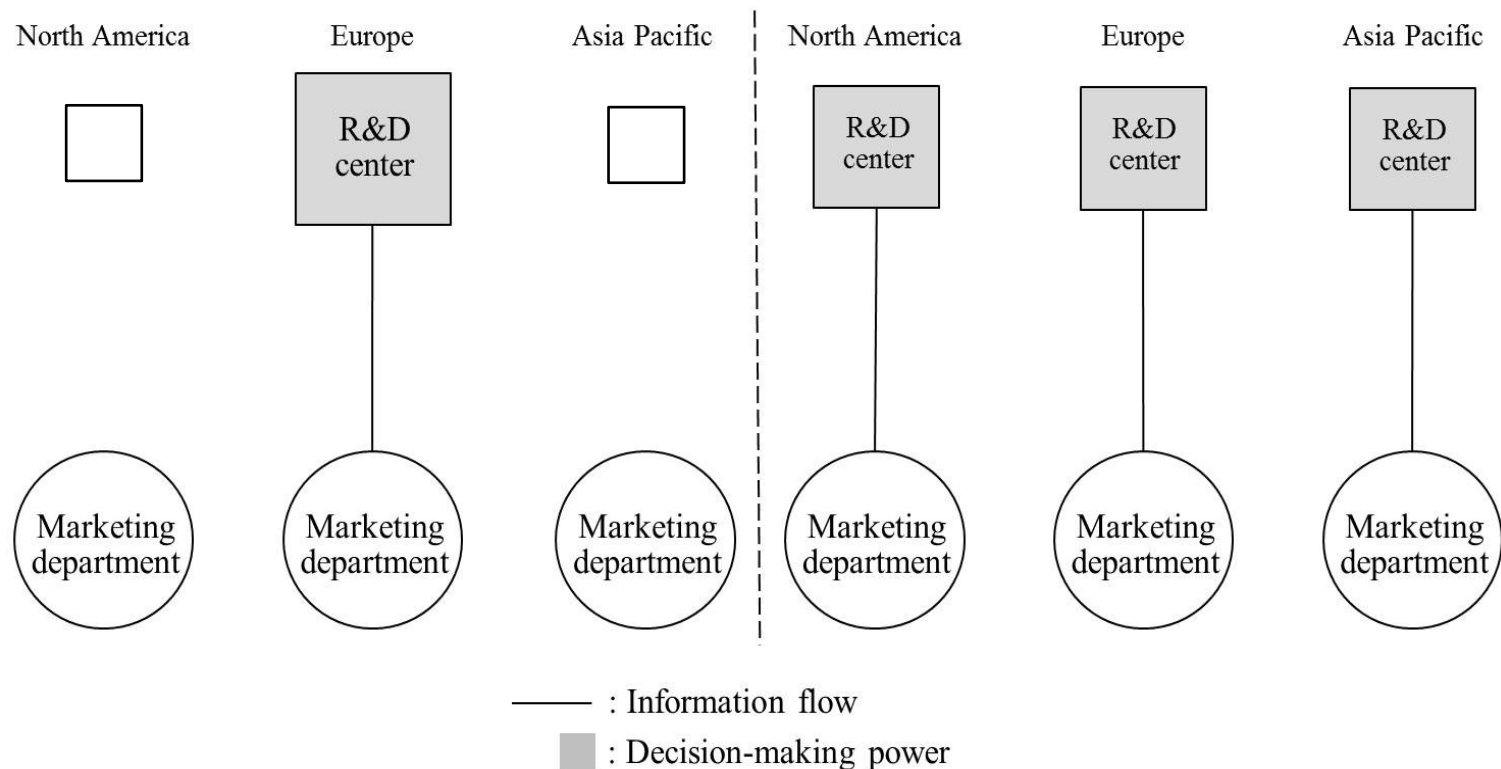 North America
Europe
Asia Pacific
North America
Europe
Asia Pacific
R&D
center
R&D
center
R&D
center
R&D
center
Marketing
department
Marketing
department
Marketing
department
Marketing
department
Marketing
department
Marketing
department
: Information flow
: Decision-making power